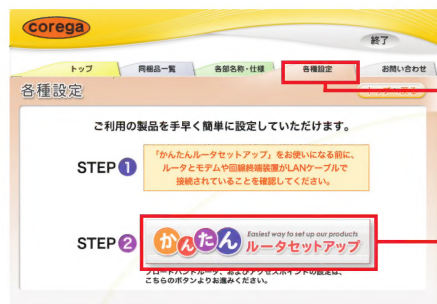 corega
終了
トップ 同梱品一覧 各部名称・仕様 各種設定 お問い合わせ
各種設定
ご利用の製品を手早く簡単に設定していただけます。
STEP 1
「かんたんルータセットアップ」をお使いになる前に、
ルータとモデムや回線終端装置がLANケーブルで
接続されていることを確認してください。
STEP 2
かんたん
Easiest way to set up our products
ルータセットアップ
ブロードバンドルータ、およびアクセスポイントの設定は、
こちらのボタンよりお進みください。